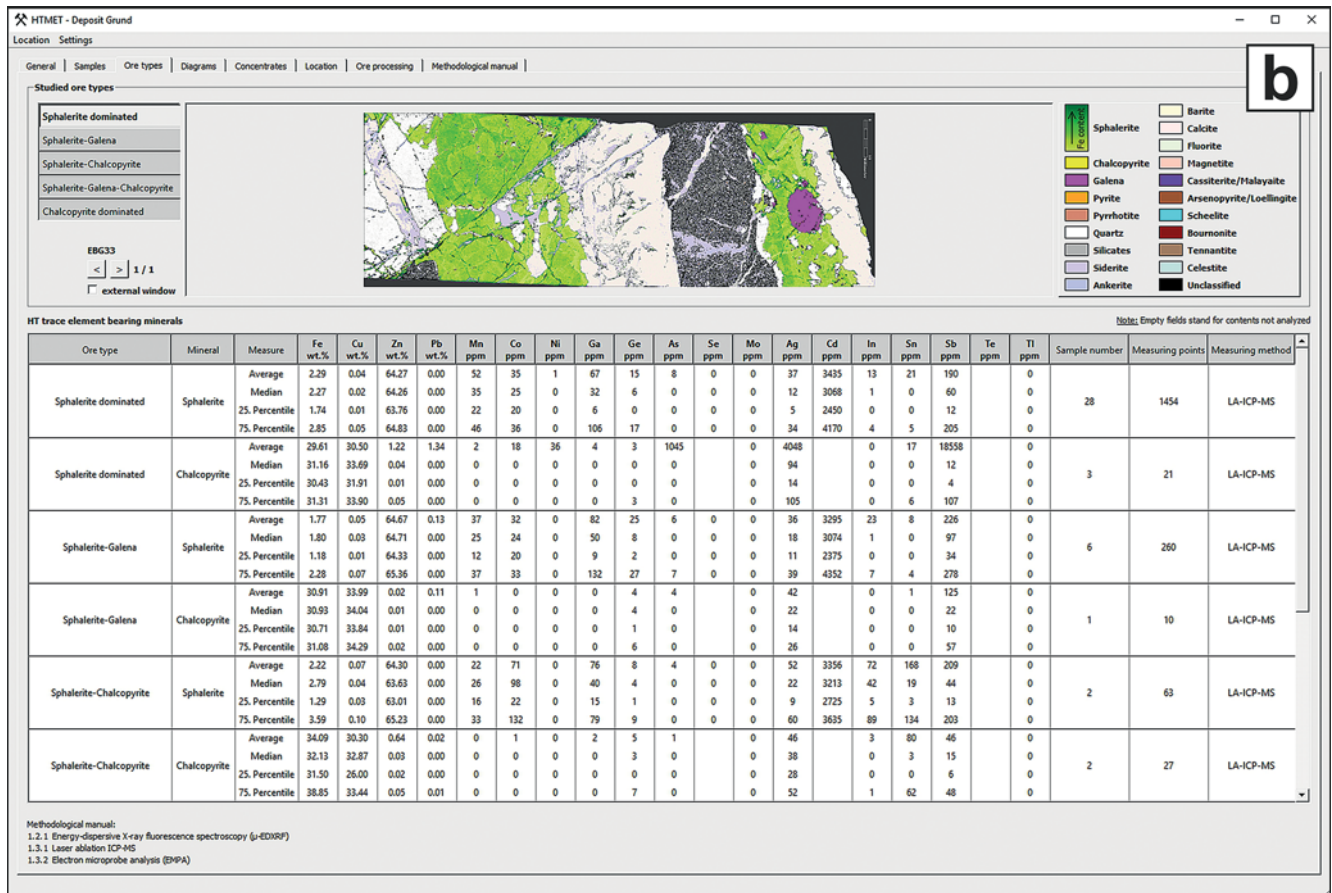 HTMET - Deposit Grund
Location Settings
General | Samples | Ore types | Diagrams | Concentrates | Location | Ore processing | Methodological manual |
b
Studied ore types
Sphalerite dominated
Sphalerite-Galena
Sphalerite-Chalcopyrite
Sphalerite-Galena-Chalcopyrite
Chalcopyrite dominated
EBG33
< > 1 / 1
external window
Fe content
Sphalerite
Chalcopyrite
Galena
Pyrite
Pyrrhotite
Quartz
Silicates
Siderite
Ankerite
Barite
Calcite
Fluorite
Magnetite
Cassiterite/Malayaite
Arsenopyrite/Loellingite
Scheelite
Bournonite
Tennantite
Celestite
Unclassified
HT trace element bearing minerals
Note: Empty fields stand for contents not analyzed
Ore type Mineral Measure Fe wt.% Cu wt.% Zn wt.% Pb wt.% Mn ppm Co ppm Ni ppm Ga ppm Ge ppm As ppm Se ppm Mo ppm Ag ppm Cd ppm In ppm Sn ppm Sb ppm Te ppm Tl ppm Sample number Measuring points Measuring method
Sphalerite dominated Sphalerite 28 1454 LA-ICP-MS
Average 2.29 0.04 64.27 0.00 52 35 1 67 15 8 0 0 37 3435 13 21 190 0
Median 2.27 0.02 64.26 0.00 35 25 0 32 6 0 0 0 12 3068 1 0 60 0
25. Percentile 1.74 0.01 63.76 0.00 22 20 0 6 0 0 0 0 5 2450 0 0 12 0
75. Percentile 2.85 0.05 64.83 0.00 46 36 0 106 17 0 0 0 34 4170 4 5 205 0
Sphalerite dominated Chalcopyrite 3 21 LA-ICP-MS
Average 29.61 30.50 1.22 1.34 2 18 36 4 3 1045 0 4048 0 17 18558 0
Median 31.16 33.69 0.04 0.00 0 0 0 0 0 0 0 94 0 0 12 0
25. Percentile 30.43 31.91 0.01 0.00 0 0 0 0 0 0 0 14 0 0 4 0
75. Percentile 31.31 33.90 0.05 0.00 0 0 0 0 3 0 0 105 0 6 107 0
Sphalerite-Galena Sphalerite 6 260 LA-ICP-MS
Average 1.77 0.05 64.67 0.13 37 32 0 82 25 6 0 0 36 3295 23 8 226 0
Median 1.80 0.03 64.71 0.00 25 24 0 50 8 0 0 0 18 3074 1 0 97 0
25. Percentile 1.18 0.01 64.33 0.00 12 20 0 9 2 0 0 0 11 2375 0 0 34 0
75. Percentile 2.28 0.07 65.36 0.00 37 33 0 132 27 7 0 0 39 4352 7 4 278 0
Sphalerite-Galena Chalcopyrite 1 10 LA-ICP-MS
Average 30.91 33.99 0.02 0.11 1 0 0 0 4 4 0 42 0 1 125 0
Median 30.93 34.04 0.01 0.00 0 0 0 0 4 0 0 22 0 0 22 0
25. Percentile 30.71 33.84 0.01 0.00 0 0 0 0 1 0 0 14 0 0 10 0
75. Percentile 31.08 34.29 0.02 0.00 0 0 0 0 6 0 0 26 0 0 57 0
Sphalerite-Chalcopyrite Sphalerite 2 63 LA-ICP-MS
Average 2.22 0.07 64.30 0.00 22 71 0 76 8 4 0 0 52 3356 72 168 209 0
Median 2.79 0.04 63.63 0.00 26 98 0 40 4 0 0 0 22 3213 42 19 44 0
25. Percentile 1.29 0.03 63.01 0.00 16 22 0 15 1 0 0 0 9 2725 5 3 13 0
75. Percentile 3.59 0.10 65.23 0.00 33 132 0 79 9 0 0 0 60 3635 89 134 203 0
Sphalerite-Chalcopyrite Chalcopyrite 2 27 LA-ICP-MS
Average 34.09 30.30 0.64 0.02 0 1 0 2 5 1 0 46 3 80 46 0
Median 32.13 32.87 0.03 0.00 0 0 0 0 3 0 0 38 0 3 15 0
25. Percentile 31.50 26.00 0.02 0.00 0 0 0 0 0 0 0 28 0 0 6 0
75. Percentile 38.85 33.44 0.05 0.01 0 0 0 0 7 0 0 52 1 62 48 0
Methodological manual:
1.2.1 Energy-dispersive X-ray fluorescence spectroscopy (µ-EDXRF)
1.3.1 Laser ablation ICP-MS
1.3.2 Electron microprobe analysis (EMPA)